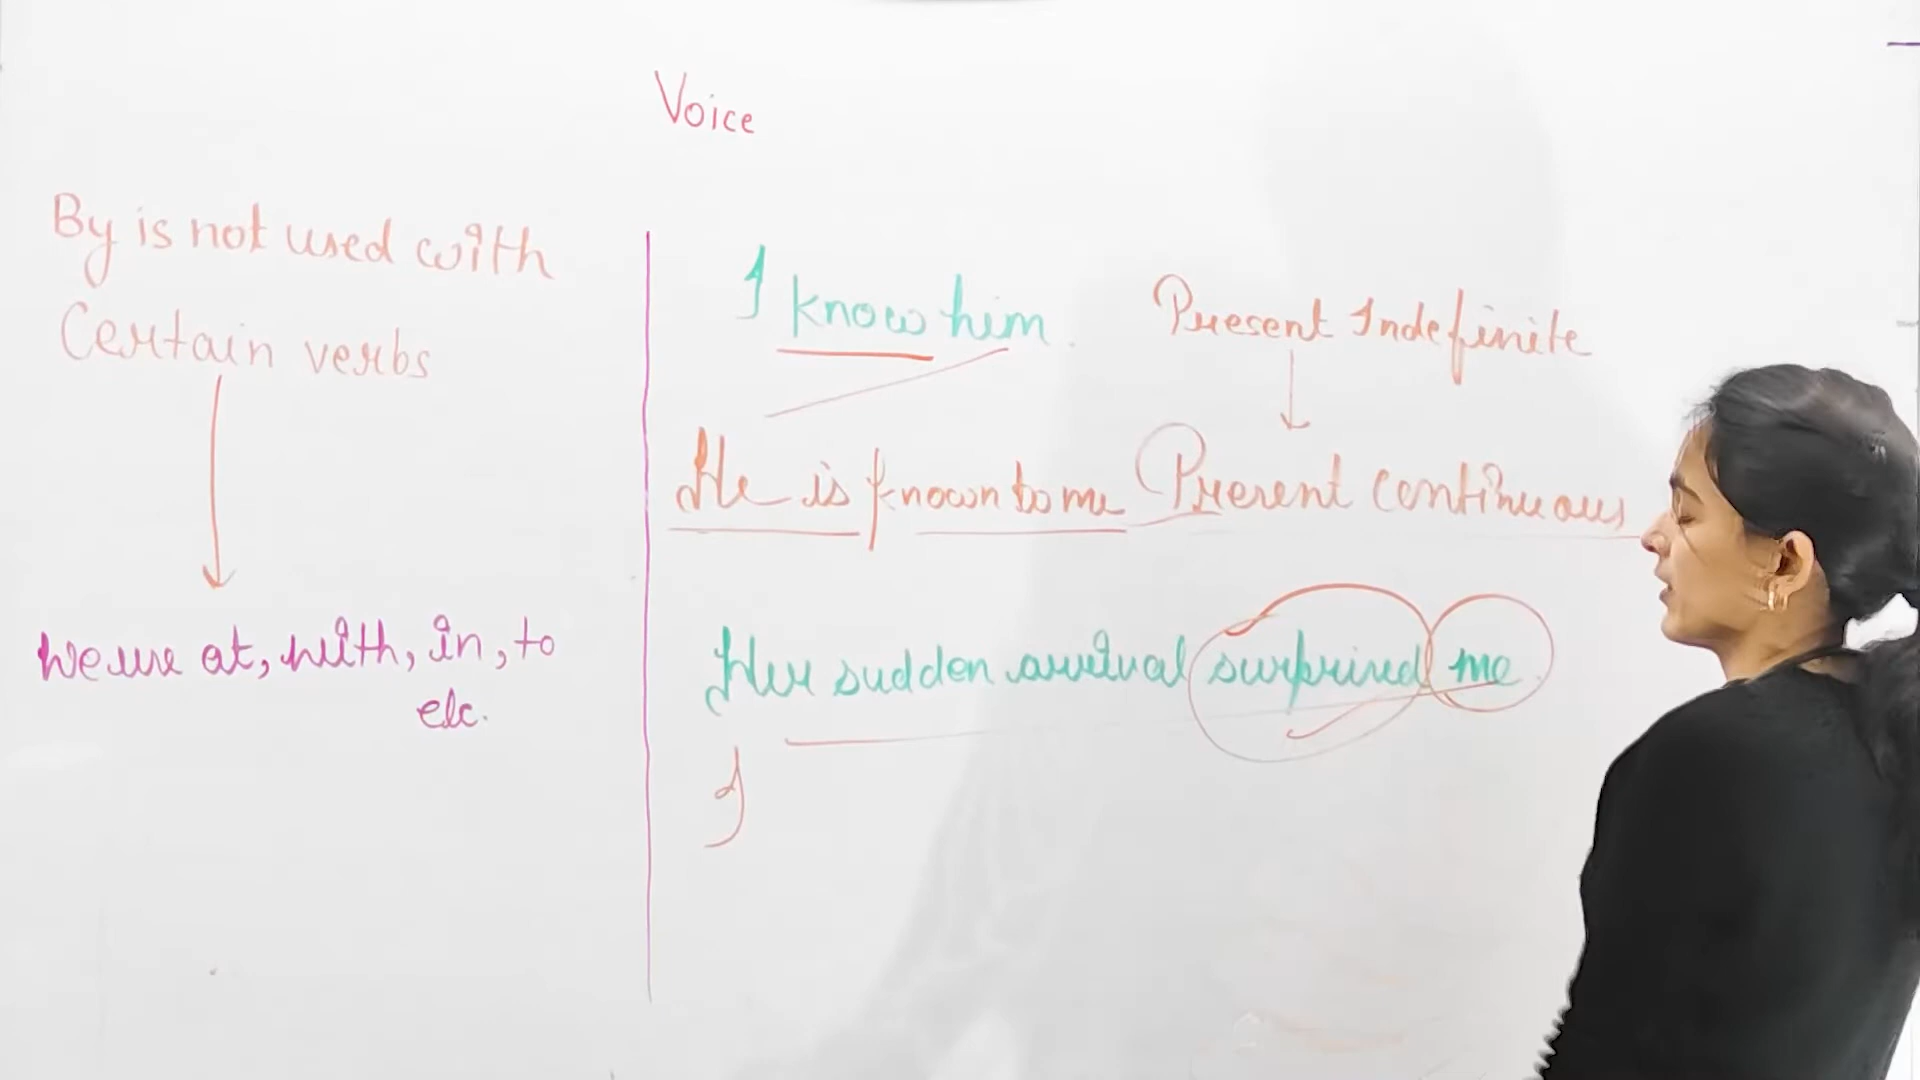 Voice
By is not used with
Certain verbs
We use at, with, in, to
etc.
I know him.
Present Indefinite
He is known to me
Present continuous
Her sudden arrival surprised me.
I